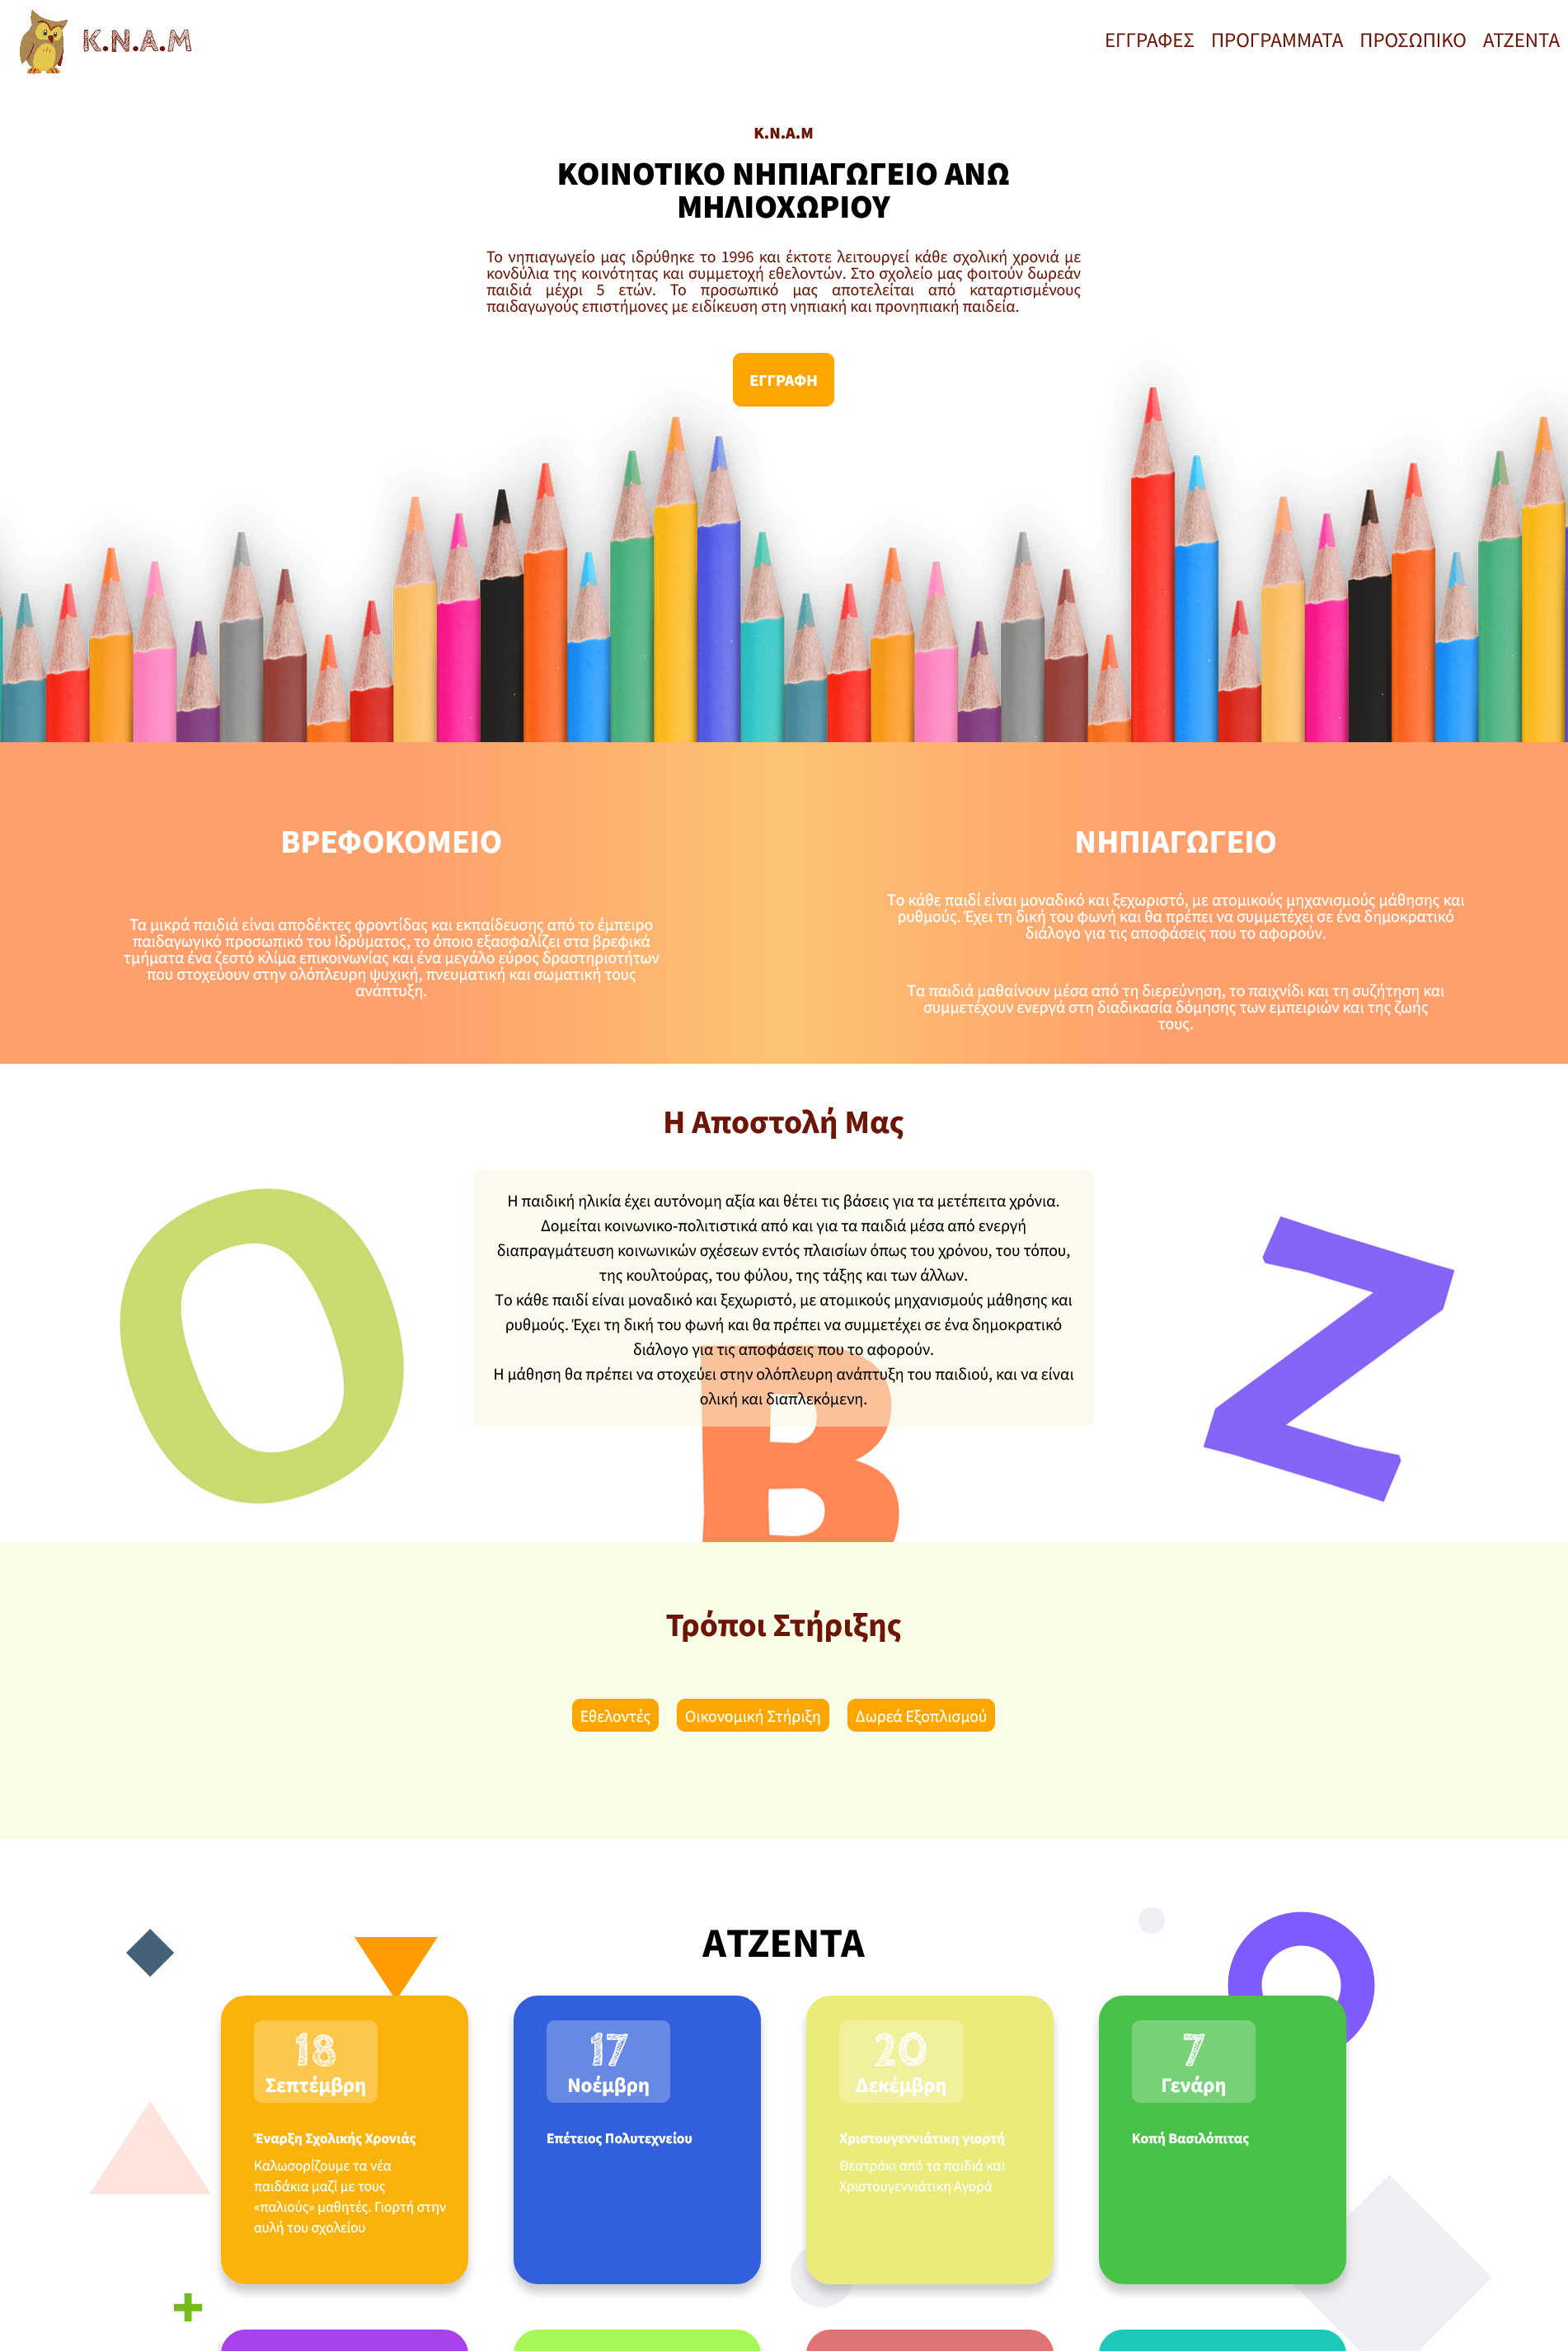 K.N.A.M
ΕΓΓΡΑΦΕΣ ΠΡΟΓΡΑΜΜΑΤΑ ΠΡΟΣΩΠΙΚΟ ΑΤΖΕΝΤΑ
K.N.A.M
ΚΟΙΝΟΤΙΚΟ ΝΗΠΙΑΓΩΓΕΙΟ ΑΝΩ
ΜΗΛΙΟΧΩΡΙΟΥ
Το νηπιαγωγείο μας ιδρύθηκε το 1996 και έκτοτε λειτουργεί κάθε σχολική χρονιά με
κονδύλια της κοινότητας και συμμετοχή εθελοντών. Στο σχολείο μας φοιτούν δωρεάν
παιδιά μέχρι 5 ετών. Το προσωπικό μας αποτελείται από καταρτισμένους
παιδαγωγούς επιστήμονες με ειδίκευση στη νηπιακή και προνηπιακή παιδεία.
ΕΓΓΡΑΦΗ
ΒΡΕΦΟΚΟΜΕΙΟ
Τα μικρά παιδιά είναι αποδέκτες φροντίδας και εκπαίδευσης από το έμπειρο
παιδαγωγικό προσωπικό του Ιδρύματος, το όποιο εξασφαλίζει στα βρεφικά
τμήματα ένα ζεστό κλίμα επικοινωνίας και ένα μεγάλο εύρος δραστηριοτήτων
που στοχεύουν στην ολόπλευρη ψυχική, πνευματική και σωματική τους
ανάπτυξη.
ΝΗΠΙΑΓΩΓΕΙΟ
Το κάθε παιδί είναι μοναδικό και ξεχωριστό, με ατομικούς μηχανισμούς μάθησης και
ρυθμούς. Έχει τη δική του φωνή και θα πρέπει να συμμετέχει σε ένα δημοκρατικό
διάλογο για τις αποφάσεις που το αφορούν.
Τα παιδιά μαθαίνουν μέσα από τη διερεύνηση, το παιχνίδι και τη συζήτηση και
συμμετέχουν ενεργά στη διαδικασία δόμησης των εμπειριών και της ζωής
τους.
Η Αποστολή Μας
Η παιδική ηλικία έχει αυτόνομη αξία και θέτει τις βάσεις για τα μετέπειτα χρόνια.
Δομείται κοινωνικο-πολιτιστικά από και για τα παιδιά μέσα από ενεργή
διαπραγμάτευση κοινωνικών σχέσεων εντός πλαισίων όπως του χρόνου, του τόπου,
της κουλτούρας, του φύλου, της τάξης και των άλλων.
Το κάθε παιδί είναι μοναδικό και ξεχωριστό, με ατομικούς μηχανισμούς μάθησης και
ρυθμούς. Έχει τη δική του φωνή και θα πρέπει να συμμετέχει σε ένα δημοκρατικό
διάλογο για τις αποφάσεις που το αφορούν.
Η μάθηση θα πρέπει να στοχεύει στην ολόπλευρη ανάπτυξη του παιδιού, και να είναι
ολική και διαπλεκόμενη.
O
B
Z
Τρόποι Στήριξης
Εθελοντές
Οικονομική Στήριξη
Δωρεά Εξοπλισμού
ΑΤΖΕΝΤΑ
18
Σεπτέμβρη
Έναρξη Σχολικής Χρονιάς
Καλωσορίζουμε τα νέα
παιδάκια μαζί με τους
«παλιούς» μαθητές. Γιορτή στην
αυλή του σχολείου
17
Νοέμβρη
Επέτειος Πολυτεχνείου
20
Δεκέμβρη
Χριστουγεννιάτικη γιορτή
Θεατράκι από τα παιδιά και
Χριστουγεννιάτικη Αγορά
7
Γενάρη
Κοπή Βασιλόπιτας